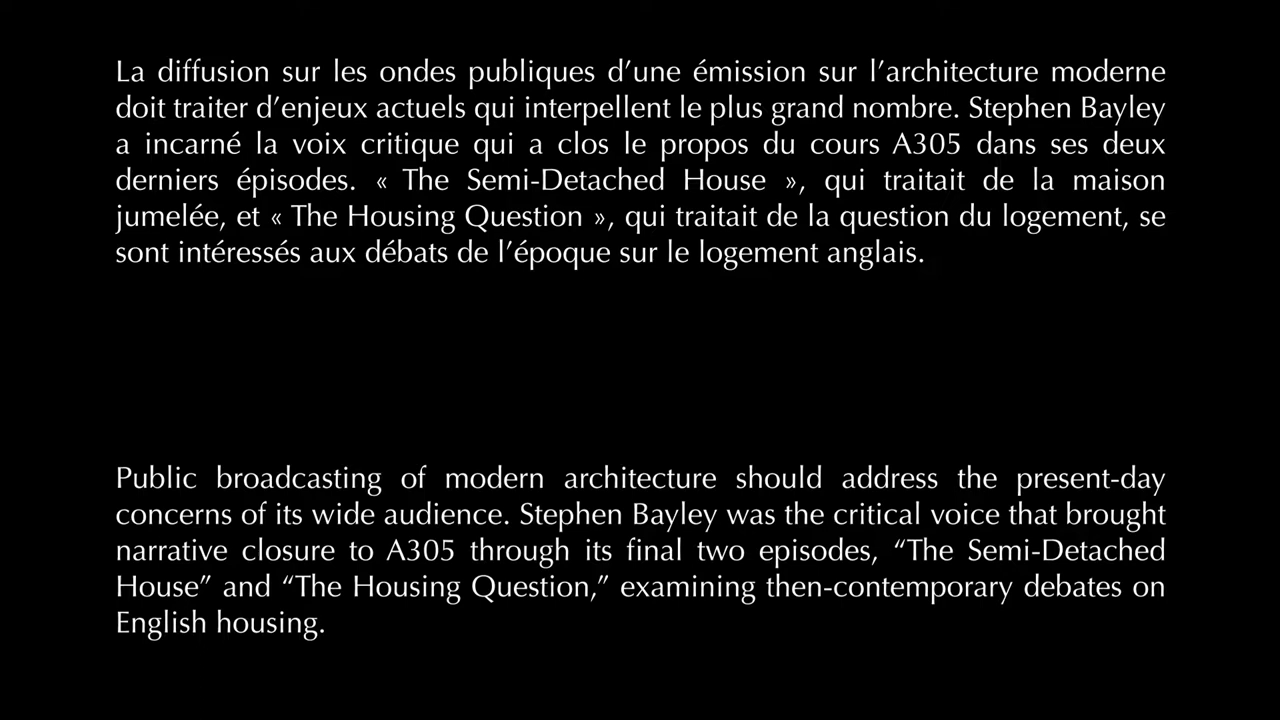 La diffusion sur les ondes publiques d’une émission sur l’architecture moderne
doit traiter d’enjeux actuels qui interpellent le plus grand nombre. Stephen Bayley
a incarné la voix critique qui a clos le propos du cours A305 dans ses deux
derniers épisodes. « The Semi-Detached House », qui traitait de la maison
jumelée, et « The Housing Question », qui traitait de la question du logement, se
sont intéressés aux débats de l’époque sur le logement anglais.
Public broadcasting of modern architecture should address the present-day
concerns of its wide audience. Stephen Bayley was the critical voice that brought
narrative closure to A305 through its final two episodes, “The Semi-Detached
House” and “The Housing Question,” examining then-contemporary debates on
English housing.